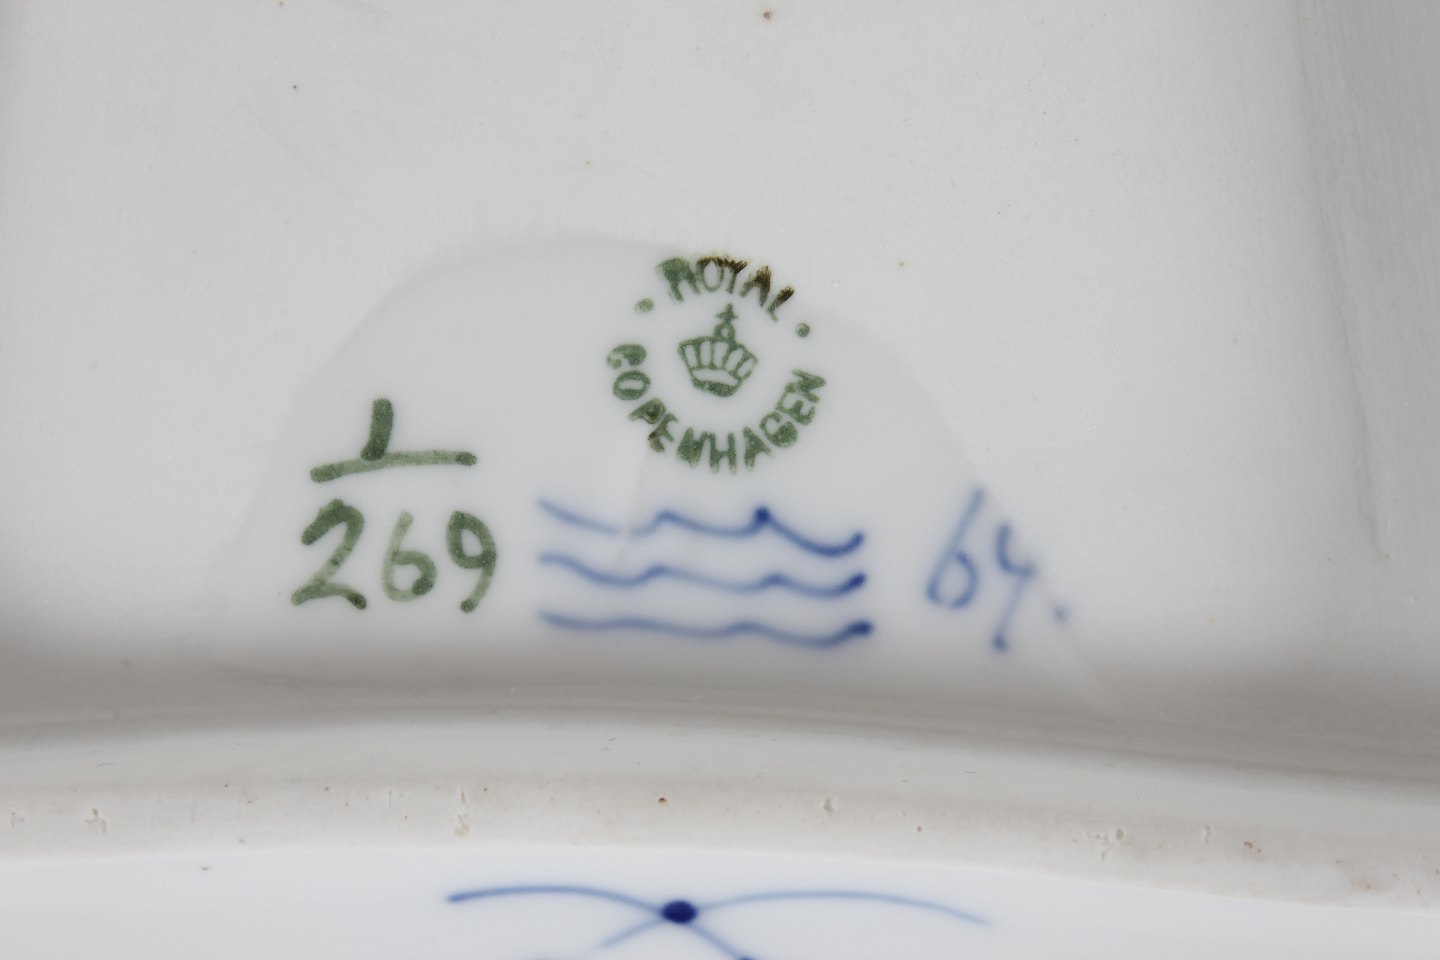 ROYAL
COPENHAGEN
1
269
64.